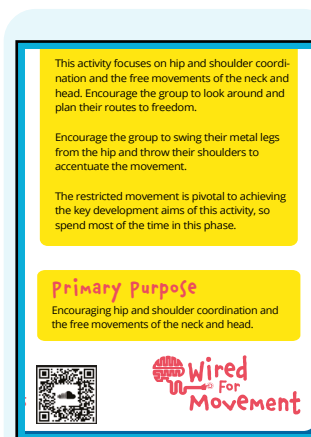 This activity focuses on hip and shoulder coordi-
nation and the free movements of the neck and
head. Encourage the group to look around and
plan their routes to freedom.
Encourage the group to swing their metal legs
from the hip and throw their shoulders to
accentuate the movement.
The restricted movement is pivotal to achieving
the key development aims of this activity, so
spend most of the time in this phase.
Primary Purpose
Encouraging hip and shoulder coordination and
the free movements of the neck and head.
Wired
For
Movement